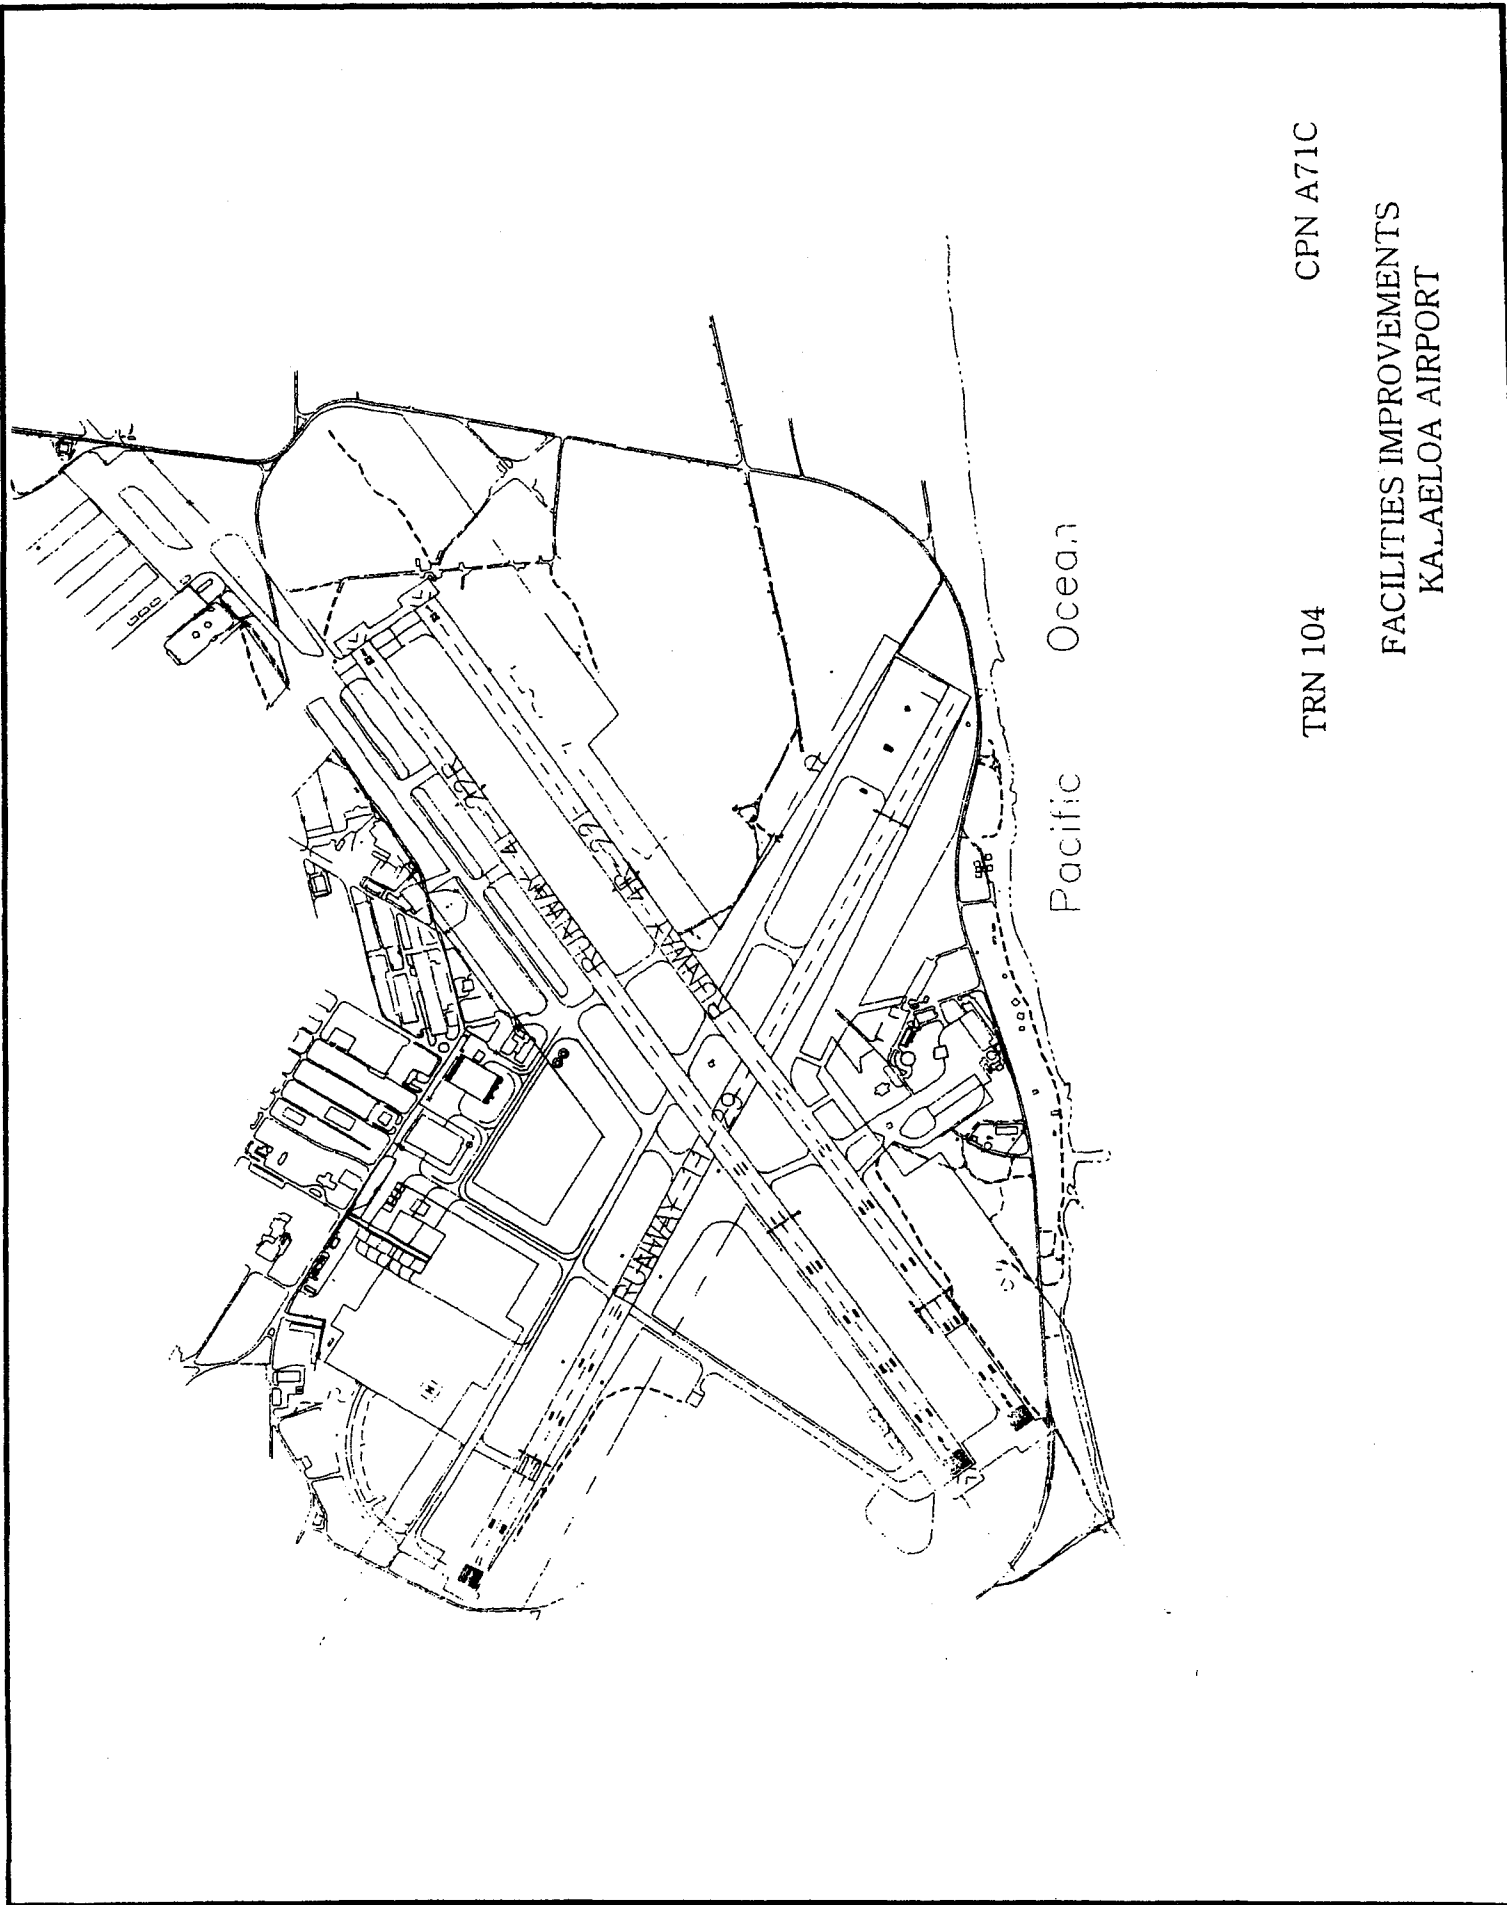 RUNWAY 4L-22R
RUNWAY 4R-22L
RUNWAY 11-29
Pacific Ocean
TRN 104 CPN A71C
FACILITIES IMPROVEMENTS
KALAELOA AIRPORT